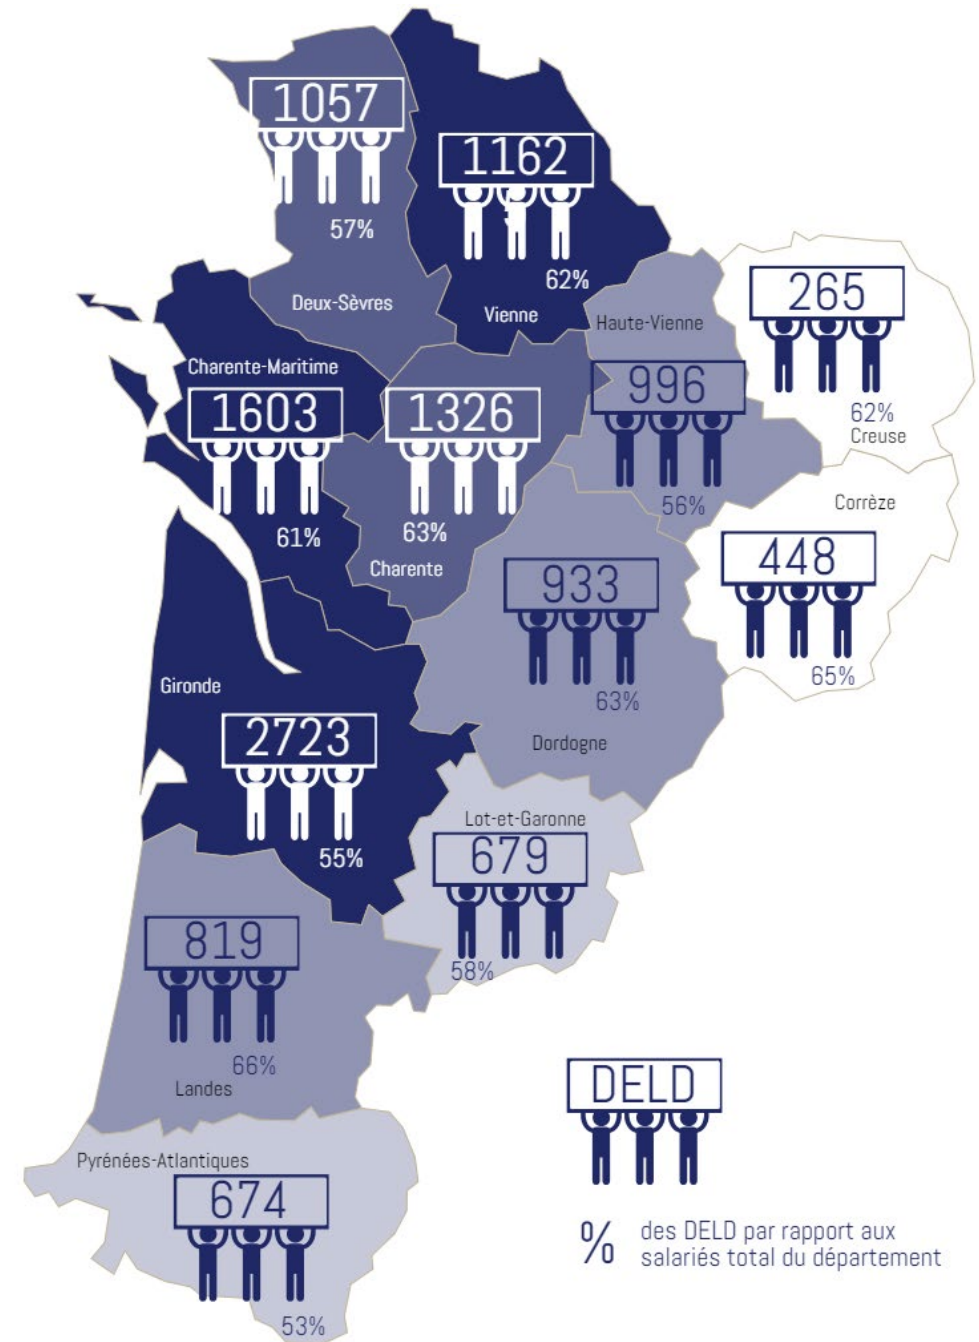 1057
57%
Deux-Sèvres
1162
62%
Vienne
Haute-Vienne
996
56%
265
62%
Creuse
Charente-Maritime
1603
61%
1326
63%
Charente
Corrèze
448
65%
933
63%
Dordogne
Gironde
2723
55%
Lot-et-Garonne
679
58%
819
66%
Landes
Pyrénées-Atlantiques
674
53%
DELD
% des DELD par rapport aux
salariés total du département